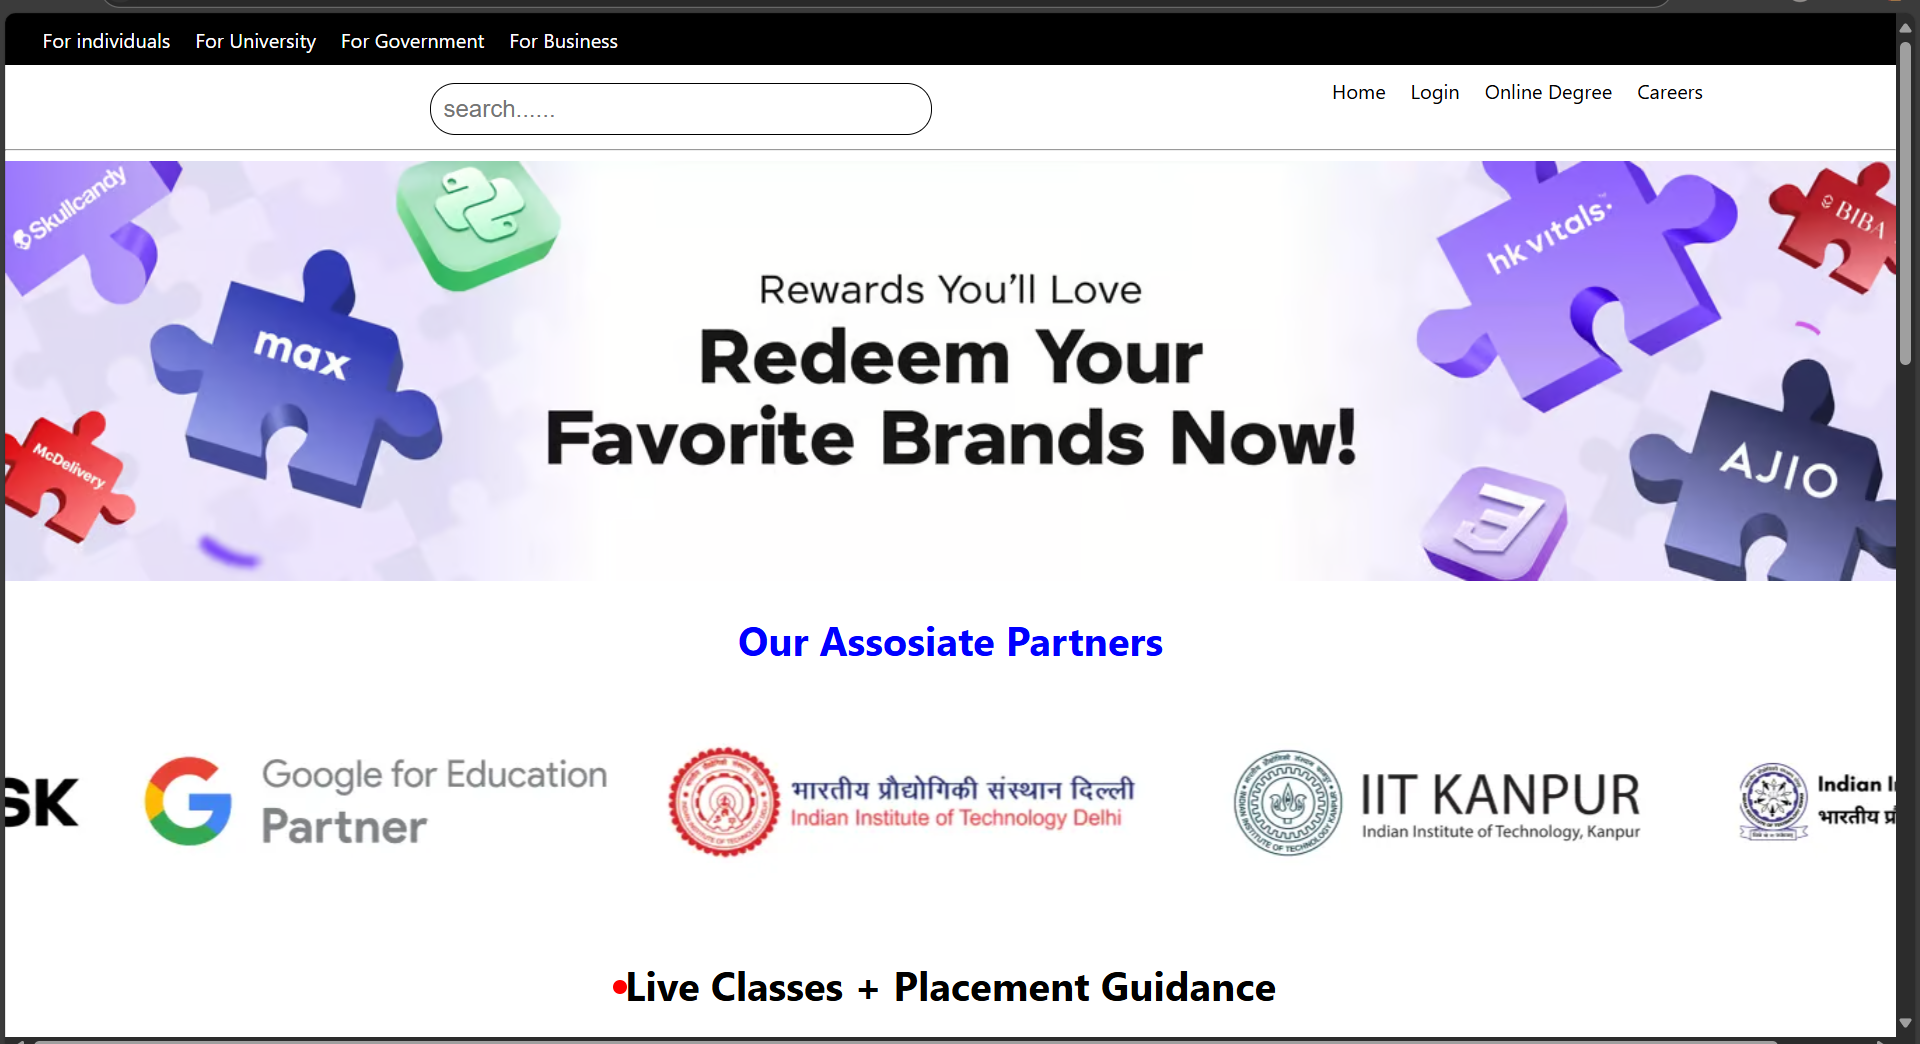 For individuals For University For Government For Business
search......
Home Login Online Degree Careers
Skullcandy
max
McDelivery
Rewards You'll Love
Redeem Your
Favorite Brands Now!
hk vitals
BIBA
AJIO
Our Assosiate Partners
SK
Google for Education
Partner
भारतीय प्रौद्योगिकी संस्थान दिल्ली
Indian Institute of Technology Delhi
IIT KANPUR
Indian Institute of Technology, Kanpur
Indian
भारतीय
Live Classes + Placement Guidance